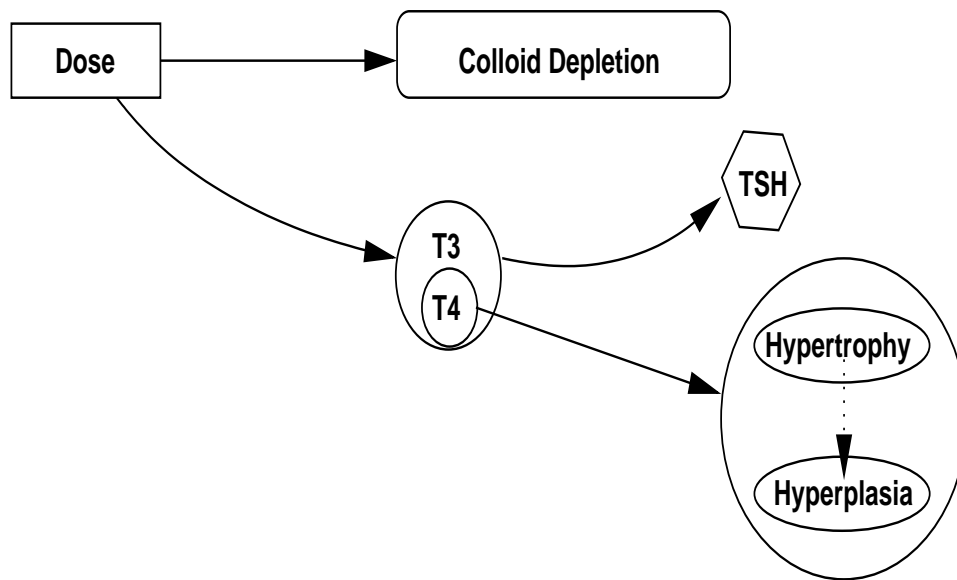 Dose
Colloid Depletion
TSH
T3
T4
Hypertrophy
Hyperplasia